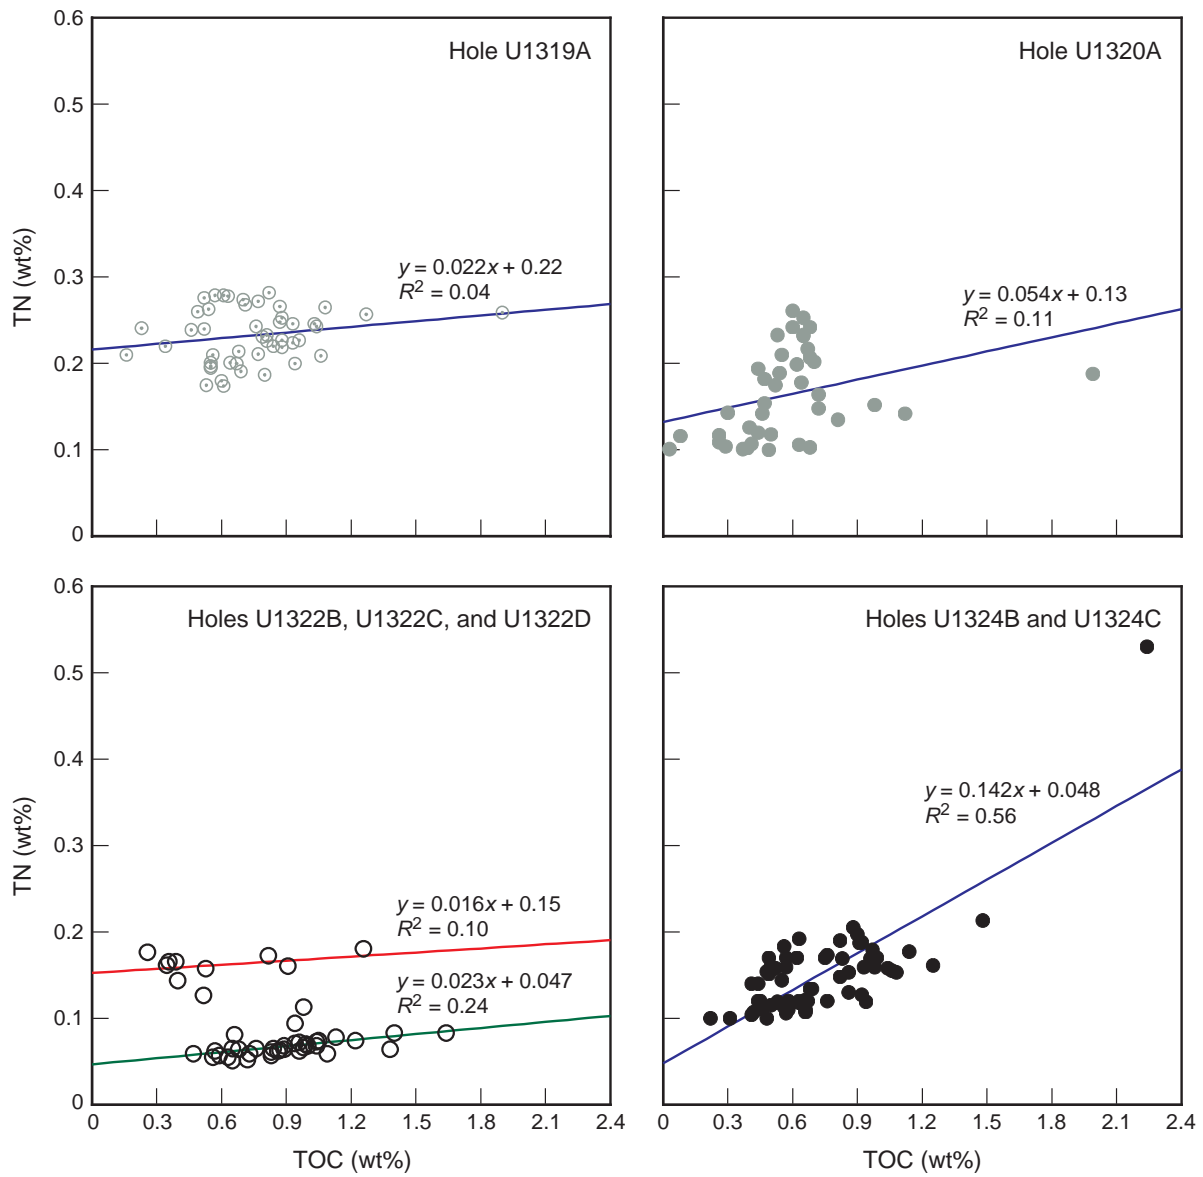 Hole U1319A
0.6
0.5
0.4
0.3
0.2
0.1
0
TN (wt%)
y = 0.022x + 0.22
R² = 0.04
Hole U1320A
y = 0.054x + 0.13
R² = 0.11
Holes U1322B, U1322C, and U1322D
0.6
0.5
0.4
0.3
0.2
0.1
0
TN (wt%)
y = 0.016x + 0.15
R² = 0.10
y = 0.023x + 0.047
R² = 0.24
0 0.3 0.6 0.9 1.2 1.5 1.8 2.1 2.4
TOC (wt%)
Holes U1324B and U1324C
y = 0.142x + 0.048
R² = 0.56
0 0.3 0.6 0.9 1.2 1.5 1.8 2.1 2.4
TOC (wt%)